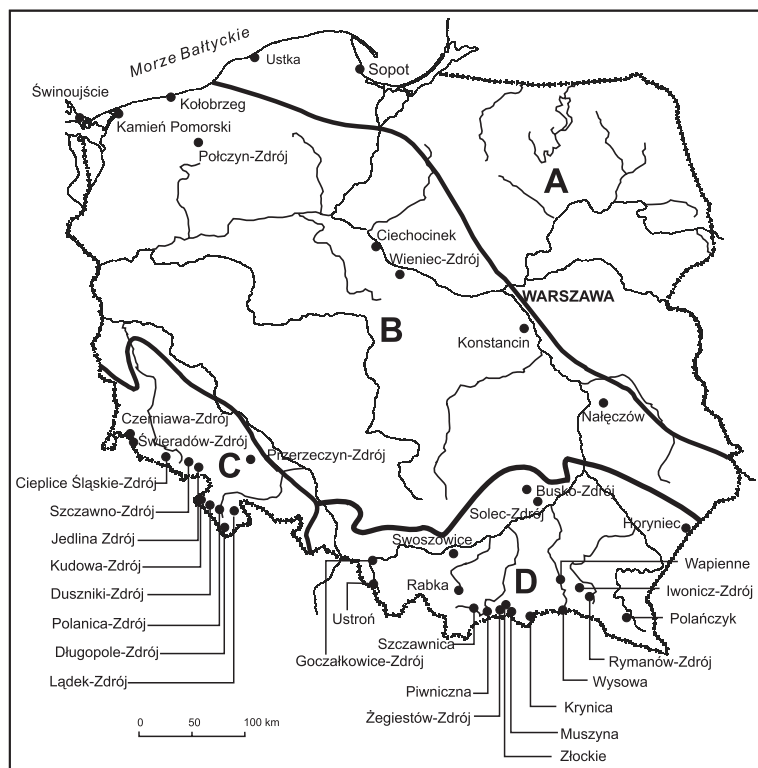 Morze Bałtyckie
Ustka
Sopot
Świnoujście
Kołobrzeg
Kamień Pomorski
Połczyn-Zdrój
A
Ciechocinek
Wieniec-Zdrój
WARSZAWA
B
Konstancin
Nałęczów
Czerniawa-Zdrój
Świeradów-Zdrój
Przerzeczyn-Zdrój
C
Cieplice Śląskie-Zdrój
Szczawno-Zdrój
Jedlina Zdrój
Kudowa-Zdrój
Duszniki-Zdrój
Polanica-Zdrój
Długopole-Zdrój
Lądek-Zdrój
Busko-Zdrój
Solec-Zdrój
Horyniec
Swoszowice
Rabka
D
Ustroń
Goczałkowice-Zdrój
Szczawnica
Piwniczna
Żegiestów-Zdrój
Wapienne
Iwonicz-Zdrój
Polańczyk
Rymanów-Zdrój
Wysowa
Krynica
Muszyna
Złockie
0 50 100 km